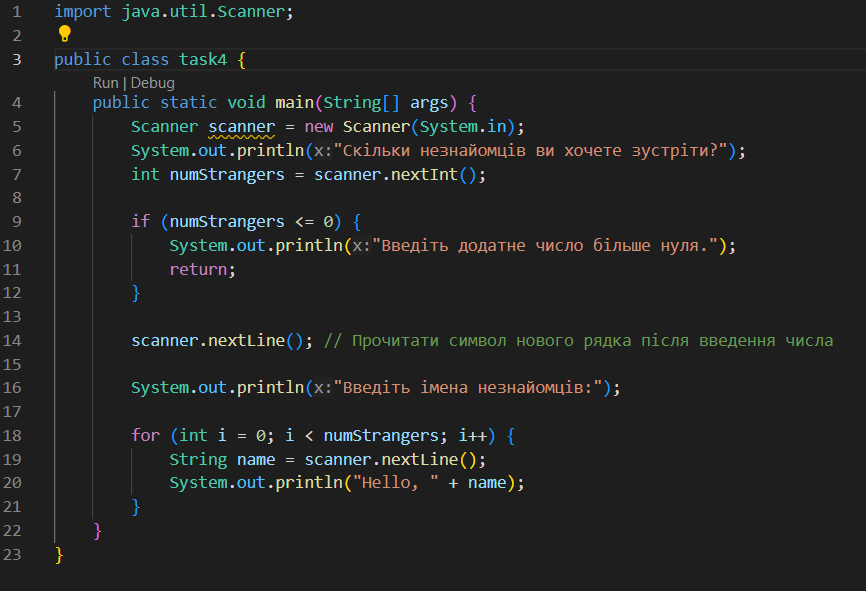 1 import java.util.Scanner;
2
3 public class task4 {
Run | Debug
4 public static void main(String[] args) {
5 Scanner scanner = new Scanner(System.in);
6 System.out.println(x:"Скільки незнайомців ви хочете зустріти?");
7 int numStrangers = scanner.nextInt();
8
9 if (numStrangers <= 0) {
10 System.out.println(x:"Введіть додатне число більше нуля.");
11 return;
12 }
13
14 scanner.nextLine(); // Прочитати символ нового рядка після введення числа
15
16 System.out.println(x:"Введіть імена незнайомців:");
17
18 for (int i = 0; i < numStrangers; i++) {
19 String name = scanner.nextLine();
20 System.out.println("Hello, " + name);
21 }
22 }
23 }